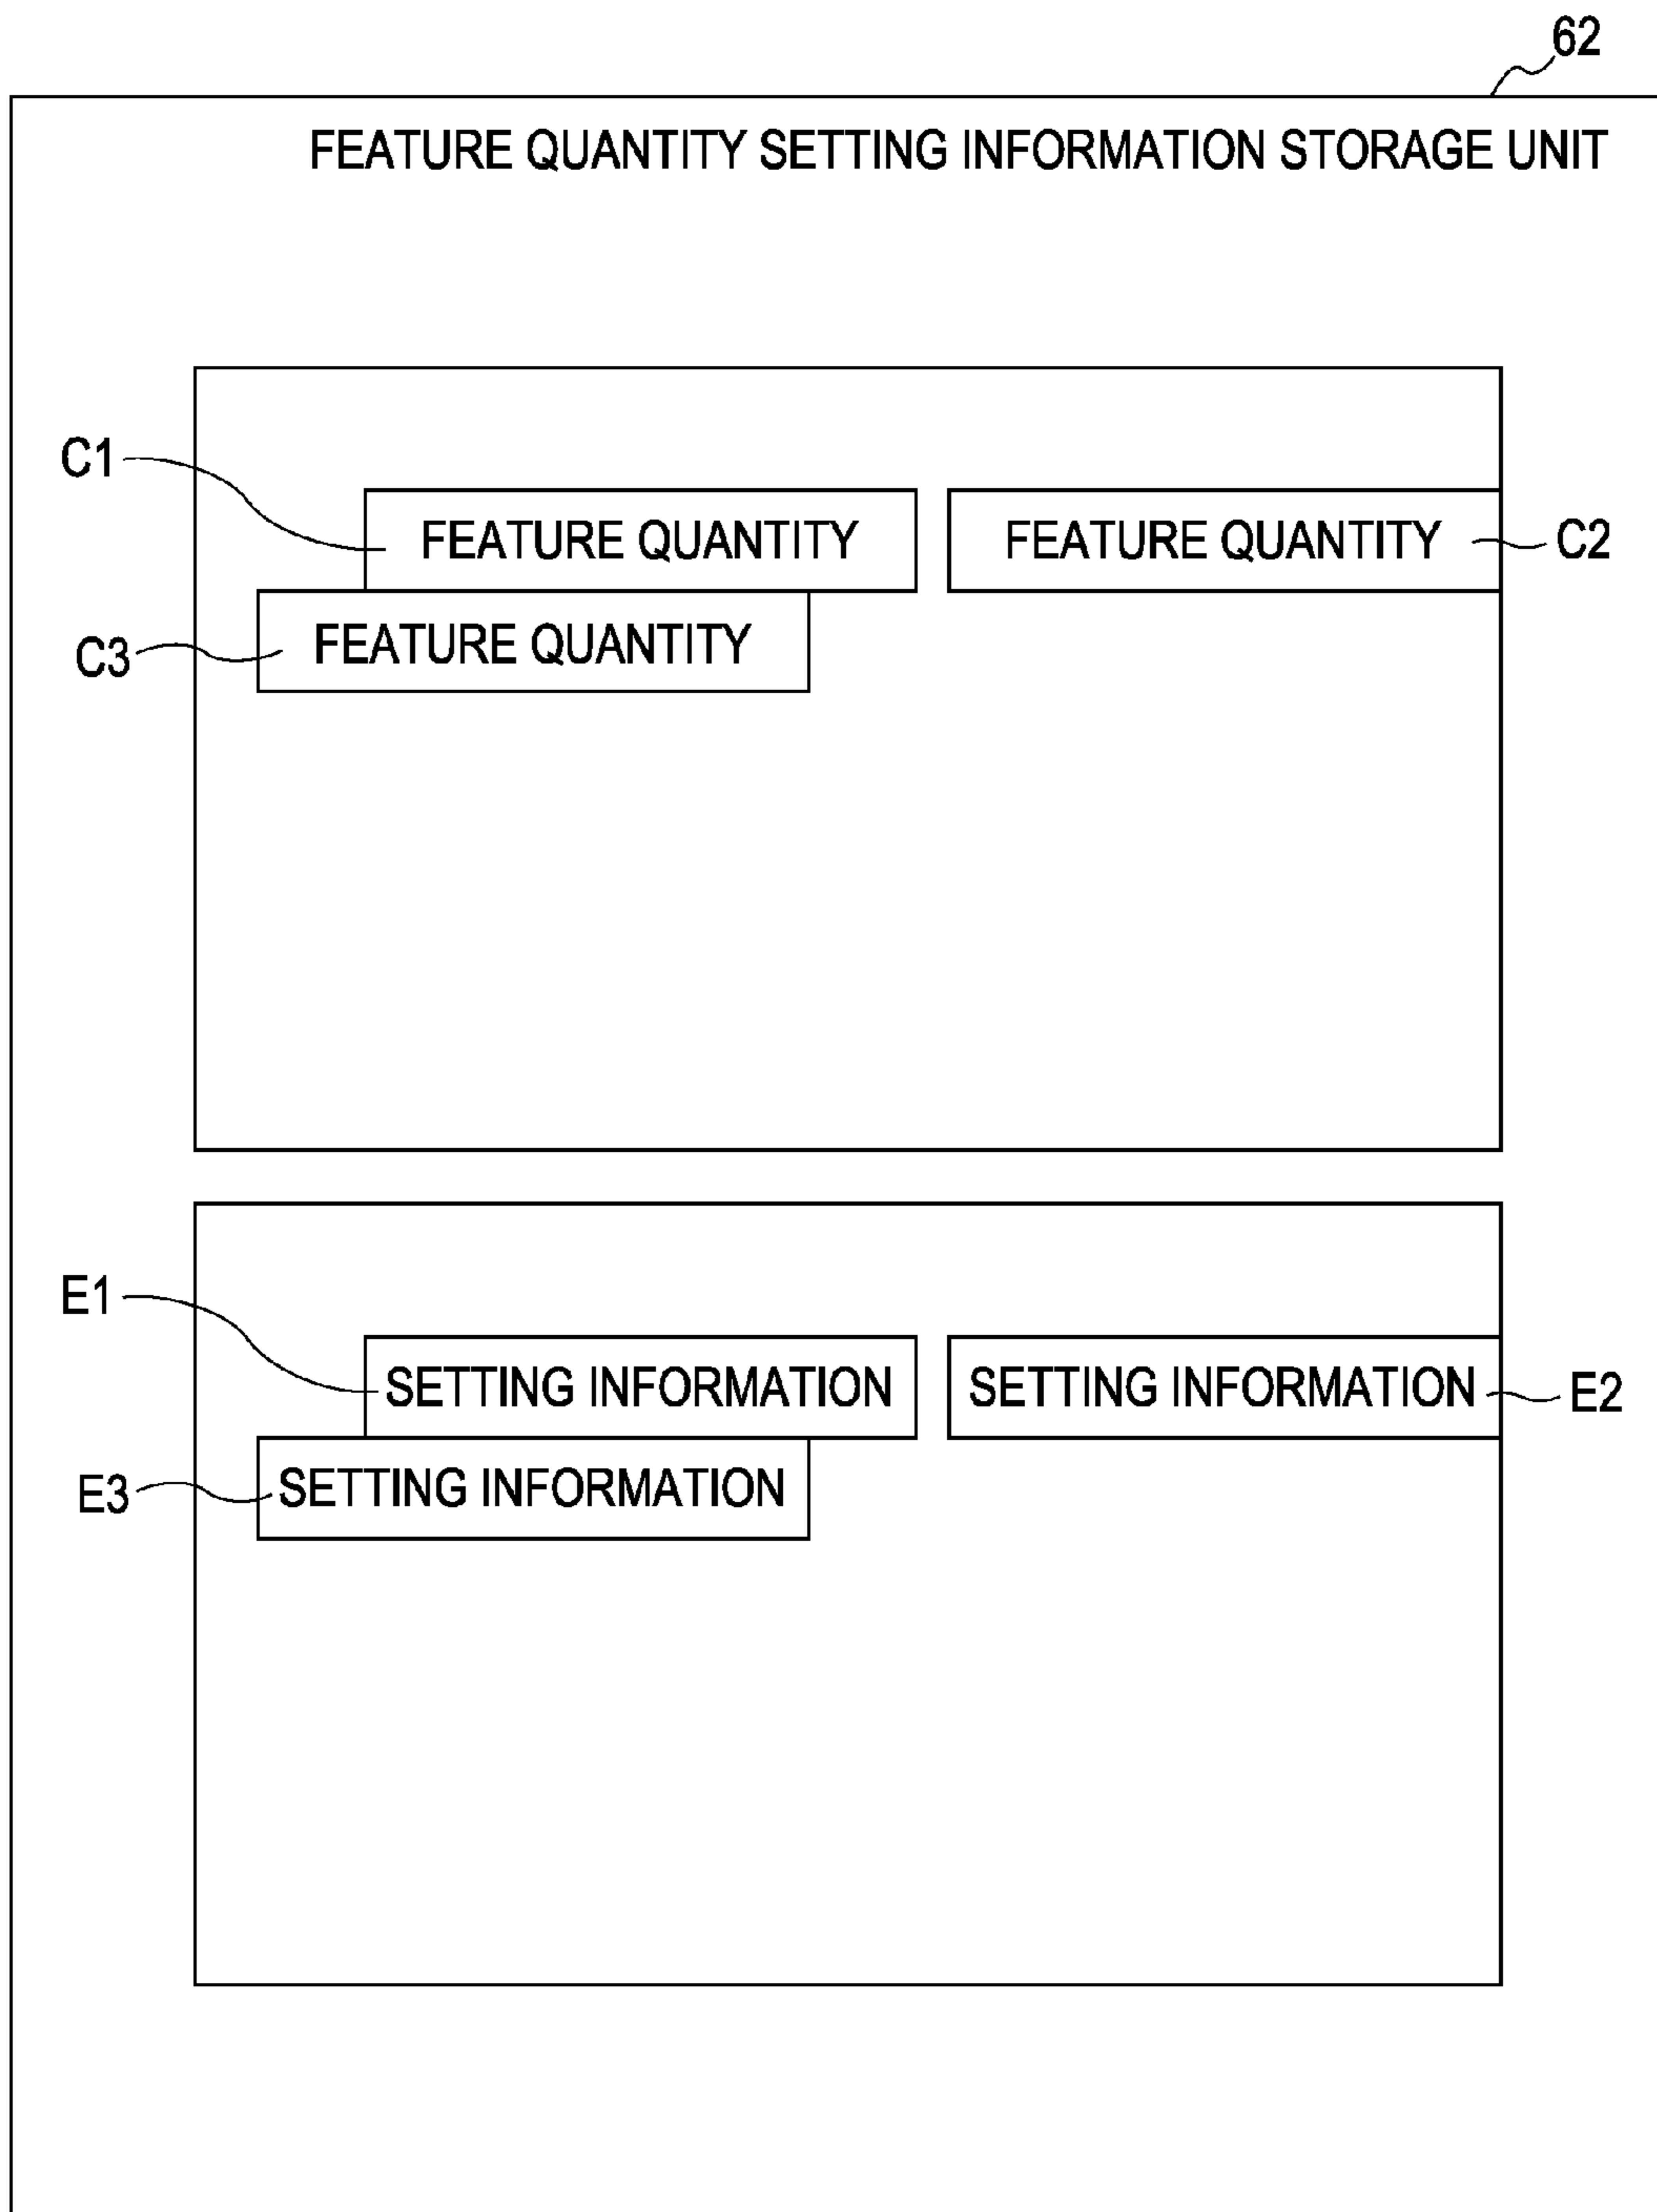 62
FEATURE QUANTITY SETTING INFORMATION STORAGE UNIT
C1
FEATURE QUANTITY
FEATURE QUANTITY
C2
C3
FEATURE QUANTITY
E1
SETTING INFORMATION
SETTING INFORMATION
E2
E3
SETTING INFORMATION